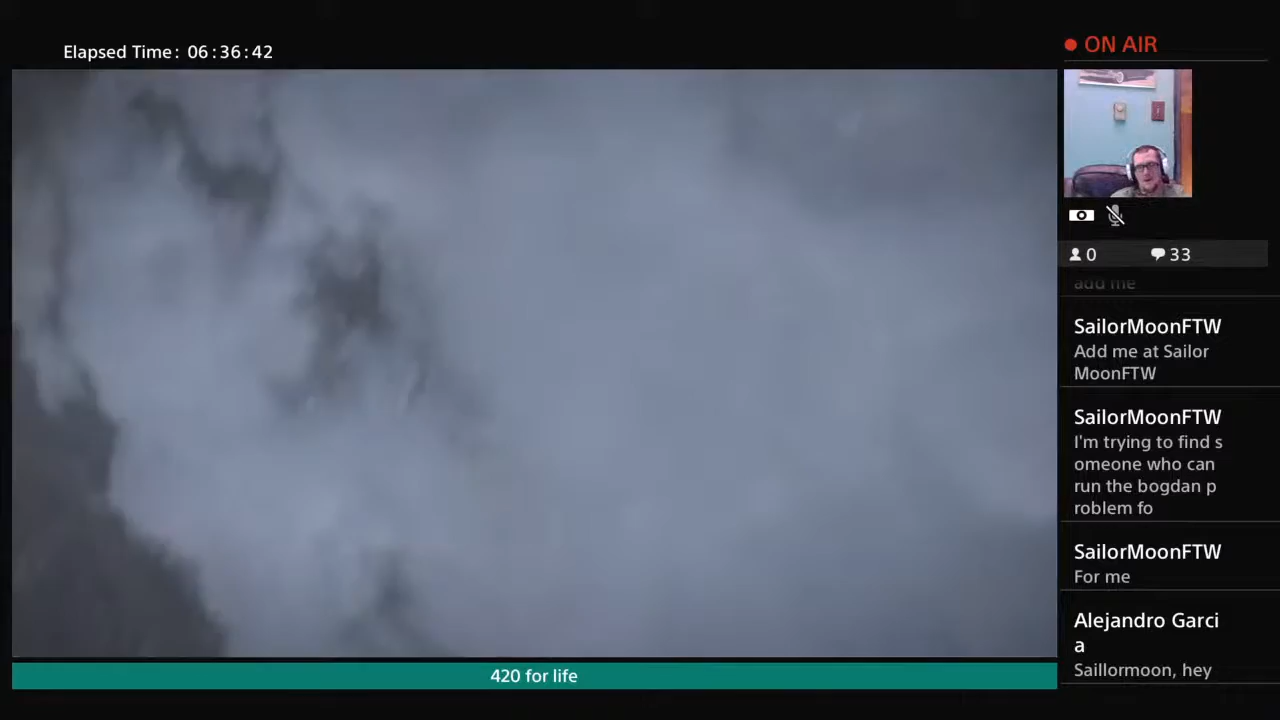 Elapsed Time: 06:36:42
ON AIR
0 33
add me
SailorMoonFTW
Add me at Sailor
MoonFTW
SailorMoonFTW
I'm trying to find s
omeone who can
run the bogdan p
roblem fo
SailorMoonFTW
For me
Alejandro Garci
a
Saillormoon, hey
420 for life